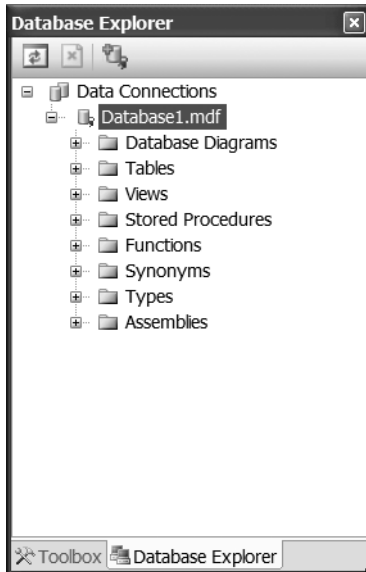 Database Explorer
Data Connections
Database1.mdf
Database Diagrams
Tables
Views
Stored Procedures
Functions
Synonyms
Types
Assemblies
Toolbox Database Explorer